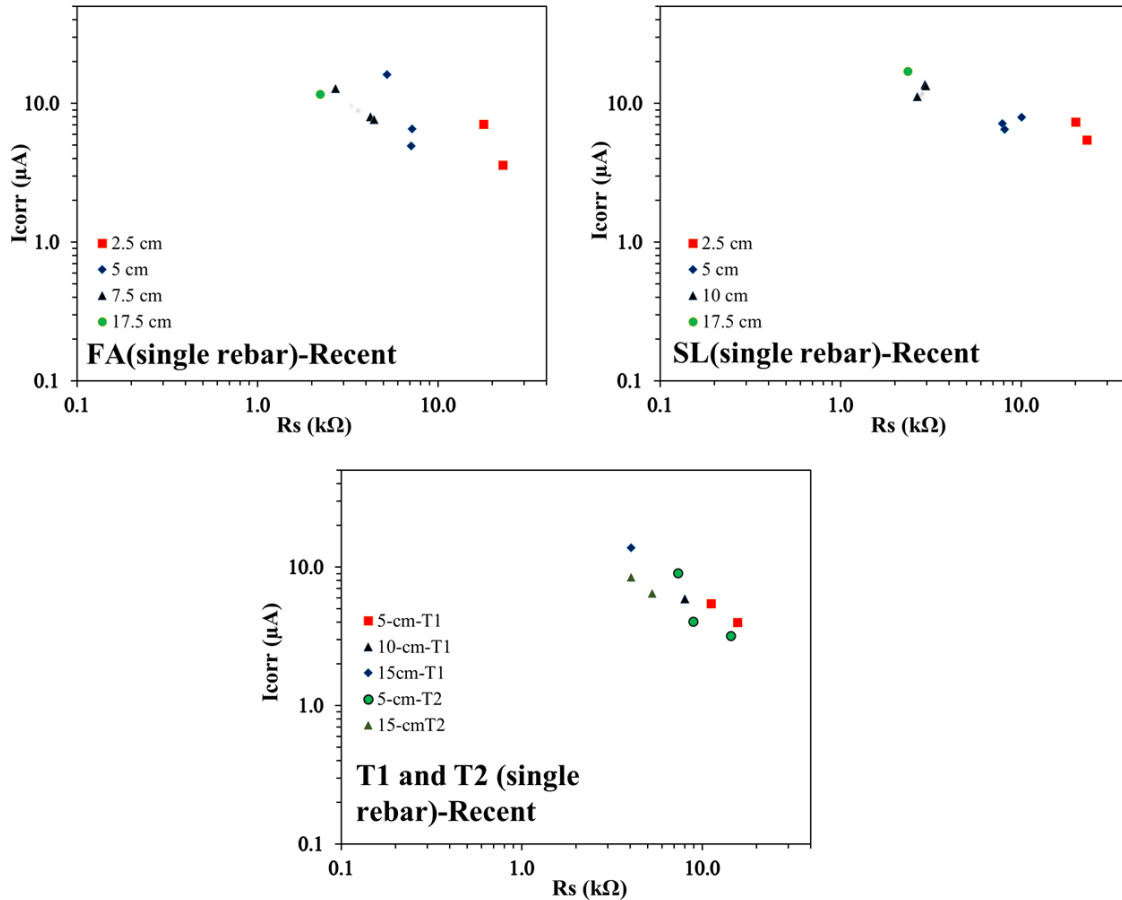 10.0
1.0
0.1
Icorr (μA)
2.5 cm
5 cm
7.5 cm
17.5 cm
FA(single rebar)-Recent
0.1
1.0
10.0
Rs (kΩ)
10.0
1.0
0.1
Icorr (μA)
2.5 cm
5 cm
10 cm
17.5 cm
SL(single rebar)-Recent
0.1
1.0
10.0
Rs (kΩ)
10.0
1.0
0.1
Icorr (μA)
5-cm-T1
10-cm-T1
15cm-T1
5-cm-T2
15-cmT2
T1 and T2 (single
rebar)-Recent
0.1
1.0
10.0
Rs (kΩ)